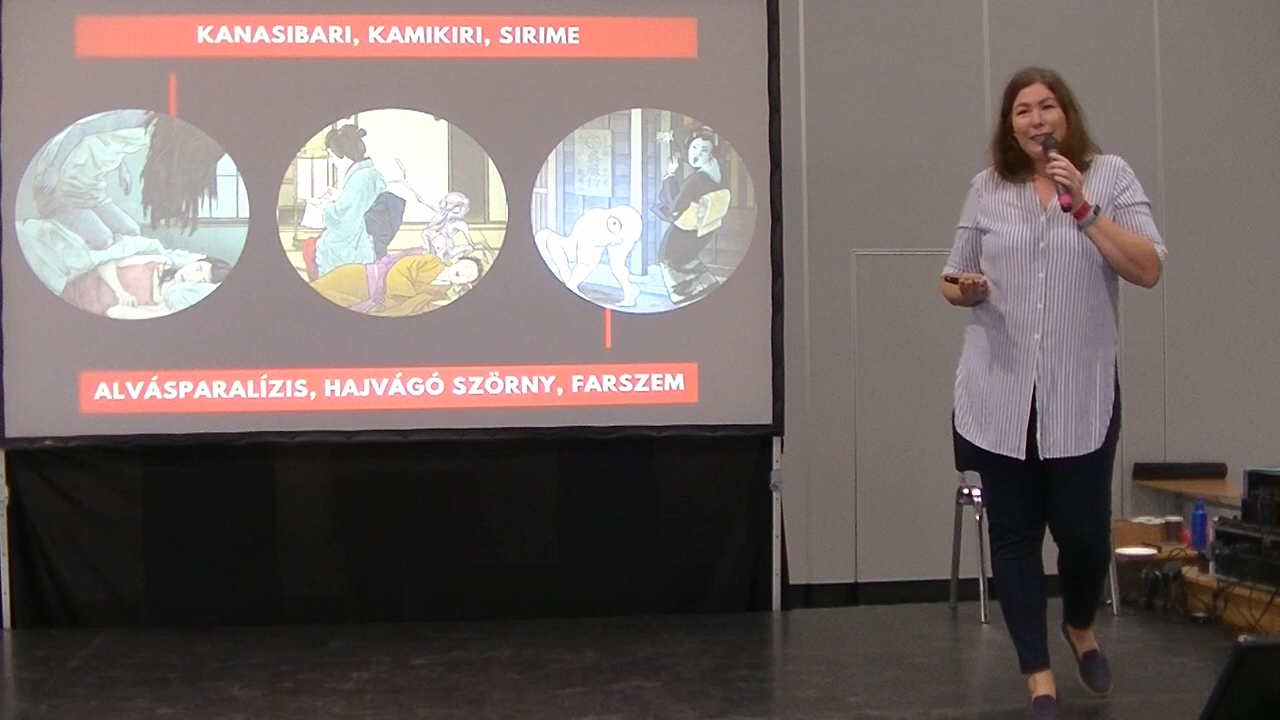 KANASIBARI, KAMIKIRI, SIRIME
ALVÁSPARALÍZIS, HAJVÁGÓ SZÖRNY, FARSZEM